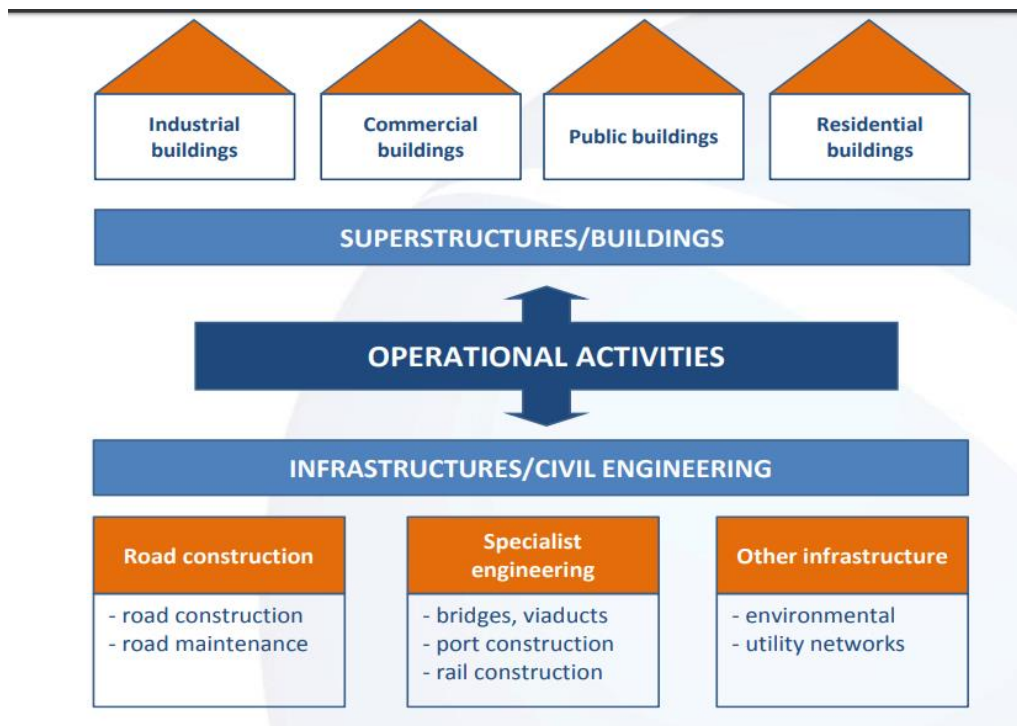 Industrial
buildings
Commercial
buildings
Public buildings
Residential
buildings
SUPERSTRUCTURES/BUILDINGS
OPERATIONAL ACTIVITIES
INFRASTRUCTURES/CIVIL ENGINEERING
Road construction
- road construction
- road maintenance
Specialist
engineering
- bridges, viaducts
- port construction
- rail construction
Other infrastructure
- environmental
- utility networks